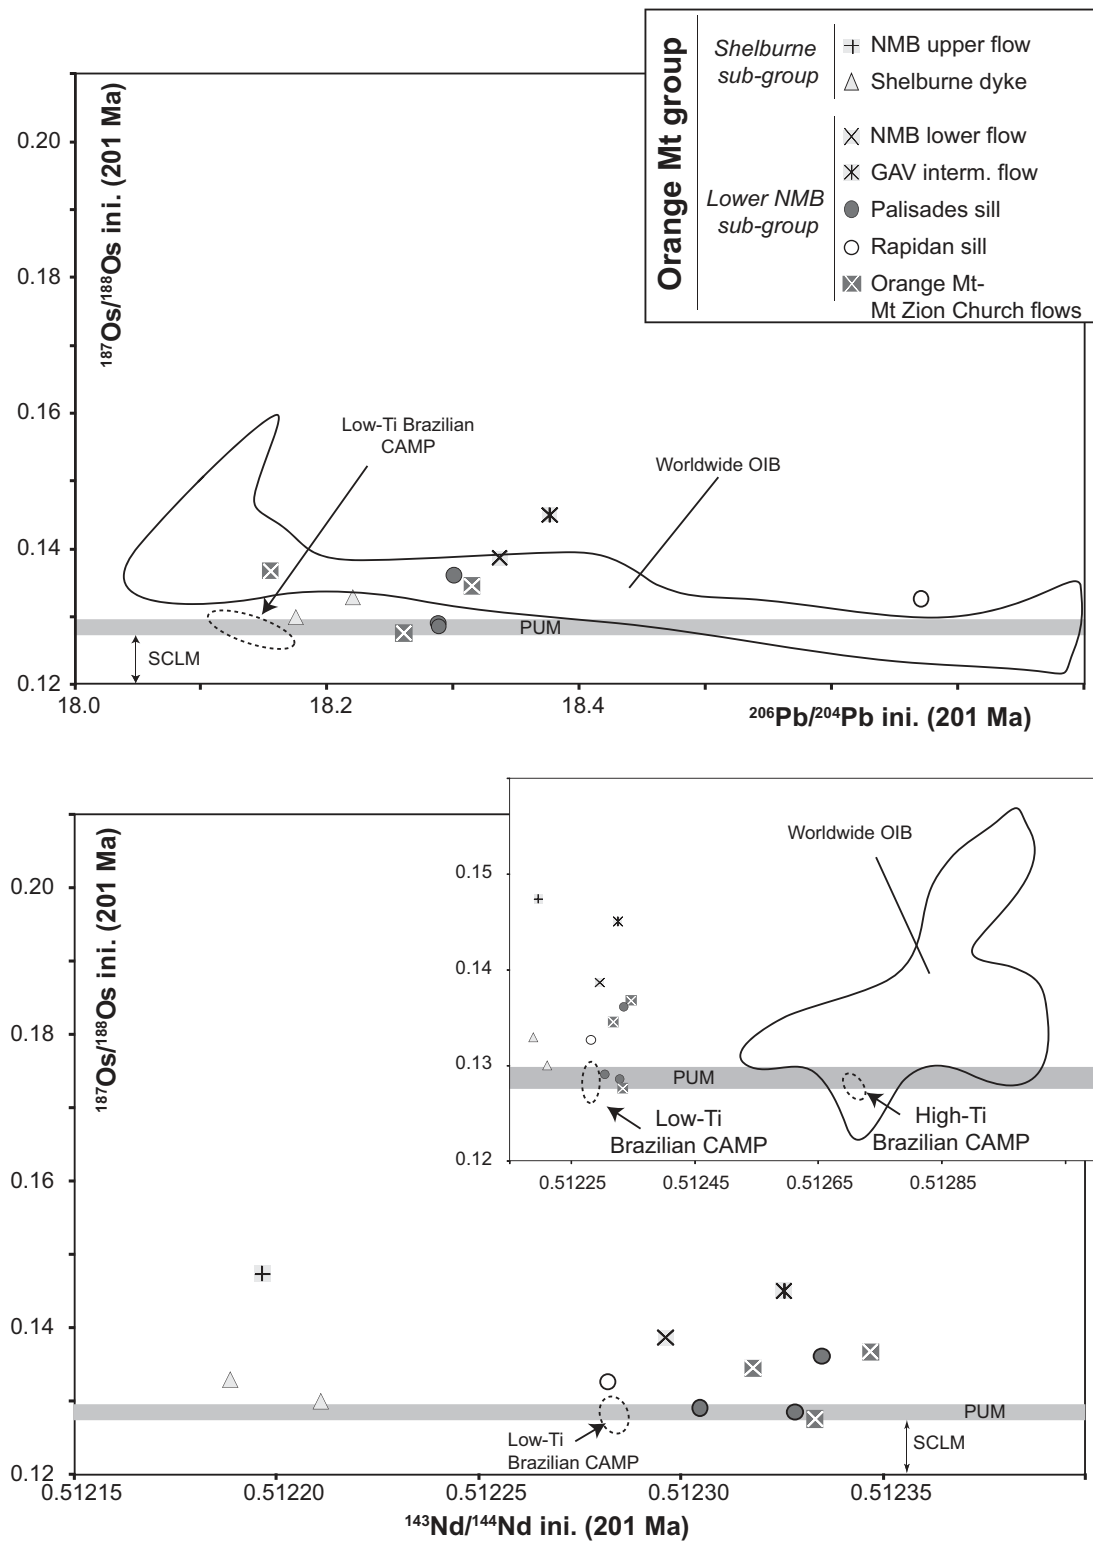 Orange Mt group
Shelburne
sub-group
NMB upper flow
Shelburne dyke
Lower NMB
sub-group
NMB lower flow
GAV interm. flow
Palisades sill
Rapidan sill
Orange Mt-
Mt Zion Church flows
187Os/188Os ini. (201 Ma)
0.20
0.18
0.16
0.14
0.12
Low-Ti Brazilian
CAMP
Worldwide OIB
PUM
SCLM
18.0
18.2
18.4
206Pb/204Pb ini. (201 Ma)
187Os/188Os ini. (201 Ma)
0.20
0.18
0.16
0.14
0.12
0.15
0.14
0.13
0.12
Worldwide OIB
PUM
Low-Ti
Brazilian CAMP
High-Ti
Brazilian CAMP
0.51225
0.51245
0.51265
0.51285
PUM
SCLM
Low-Ti
Brazilian CAMP
0.51215
0.51220
0.51225
0.51230
0.51235
143Nd/144Nd ini. (201 Ma)